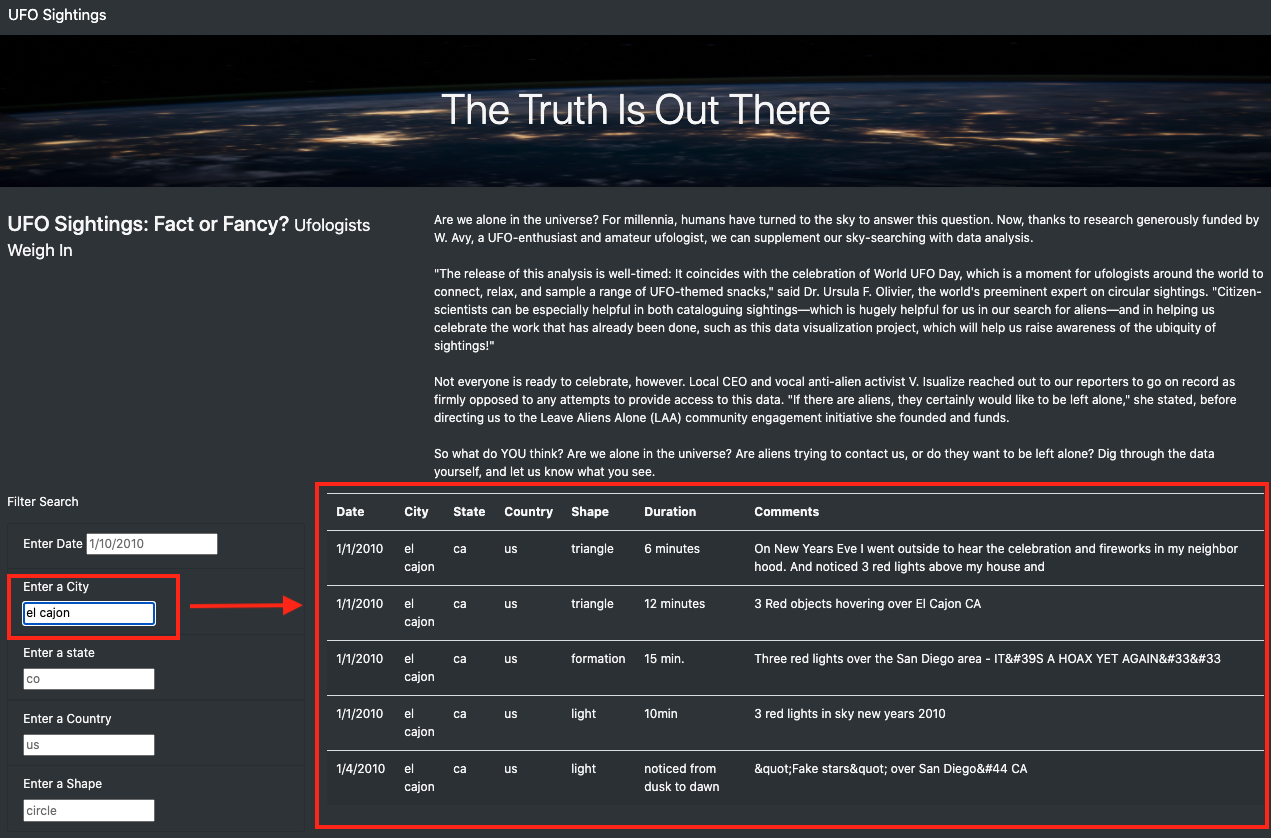 UFO Sightings
The Truth Is Out There
UFO Sightings: Fact or Fancy? Ufologists
Weigh In
Are we alone in the universe? For millennia, humans have turned to the sky to answer this question. Now, thanks to research generously funded by
W. Avy, a UFO-enthusiast and amateur ufologist, we can supplement our sky-searching with data analysis.
"The release of this analysis is well-timed: It coincides with the celebration of World UFO Day, which is a moment for ufologists around the world to
connect, relax, and sample a range of UFO-themed snacks," said Dr. Ursula F. Olivier, the world's preeminent expert on circular sightings. "Citizen-
scientists can be especially helpful in both cataloguing sightings—which is hugely helpful for us in our search for aliens—and in helping us
celebrate the work that has already been done, such as this data visualization project, which will help us raise awareness of the ubiquity of
sightings!"
Not everyone is ready to celebrate, however. Local CEO and vocal anti-alien activist V. Isualize reached out to our reporters to go on record as
firmly opposed to any attempts to provide access to this data. "If there are aliens, they certainly would like to be left alone," she stated, before
directing us to the Leave Aliens Alone (LAA) community engagement initiative she founded and funds.
So what do YOU think? Are we alone in the universe? Are aliens trying to contact us, or do they want to be left alone? Dig through the data
yourself, and let us know what you see.
Filter Search
Enter Date 1/10/2010
Enter a City
el cajon
Enter a state
co
Enter a Country
us
Enter a Shape
circle
Date City State Country Shape Duration Comments
1/1/2010 el ca us triangle 6 minutes On New Years Eve I went outside to hear the celebration and fireworks in my neighbor
cajon hood. And noticed 3 red lights above my house and
1/1/2010 el ca us triangle 12 minutes 3 Red objects hovering over El Cajon CA
cajon
1/1/2010 el ca us formation 15 min. Three red lights over the San Diego area - IT&#39S A HOAX YET AGAIN&#33&#33
cajon
1/1/2010 el ca us light 10min 3 red lights in sky new years 2010
cajon
1/4/2010 el ca us light noticed from &quot;Fake stars&quot; over San Diego&#44 CA
cajon dusk to dawn